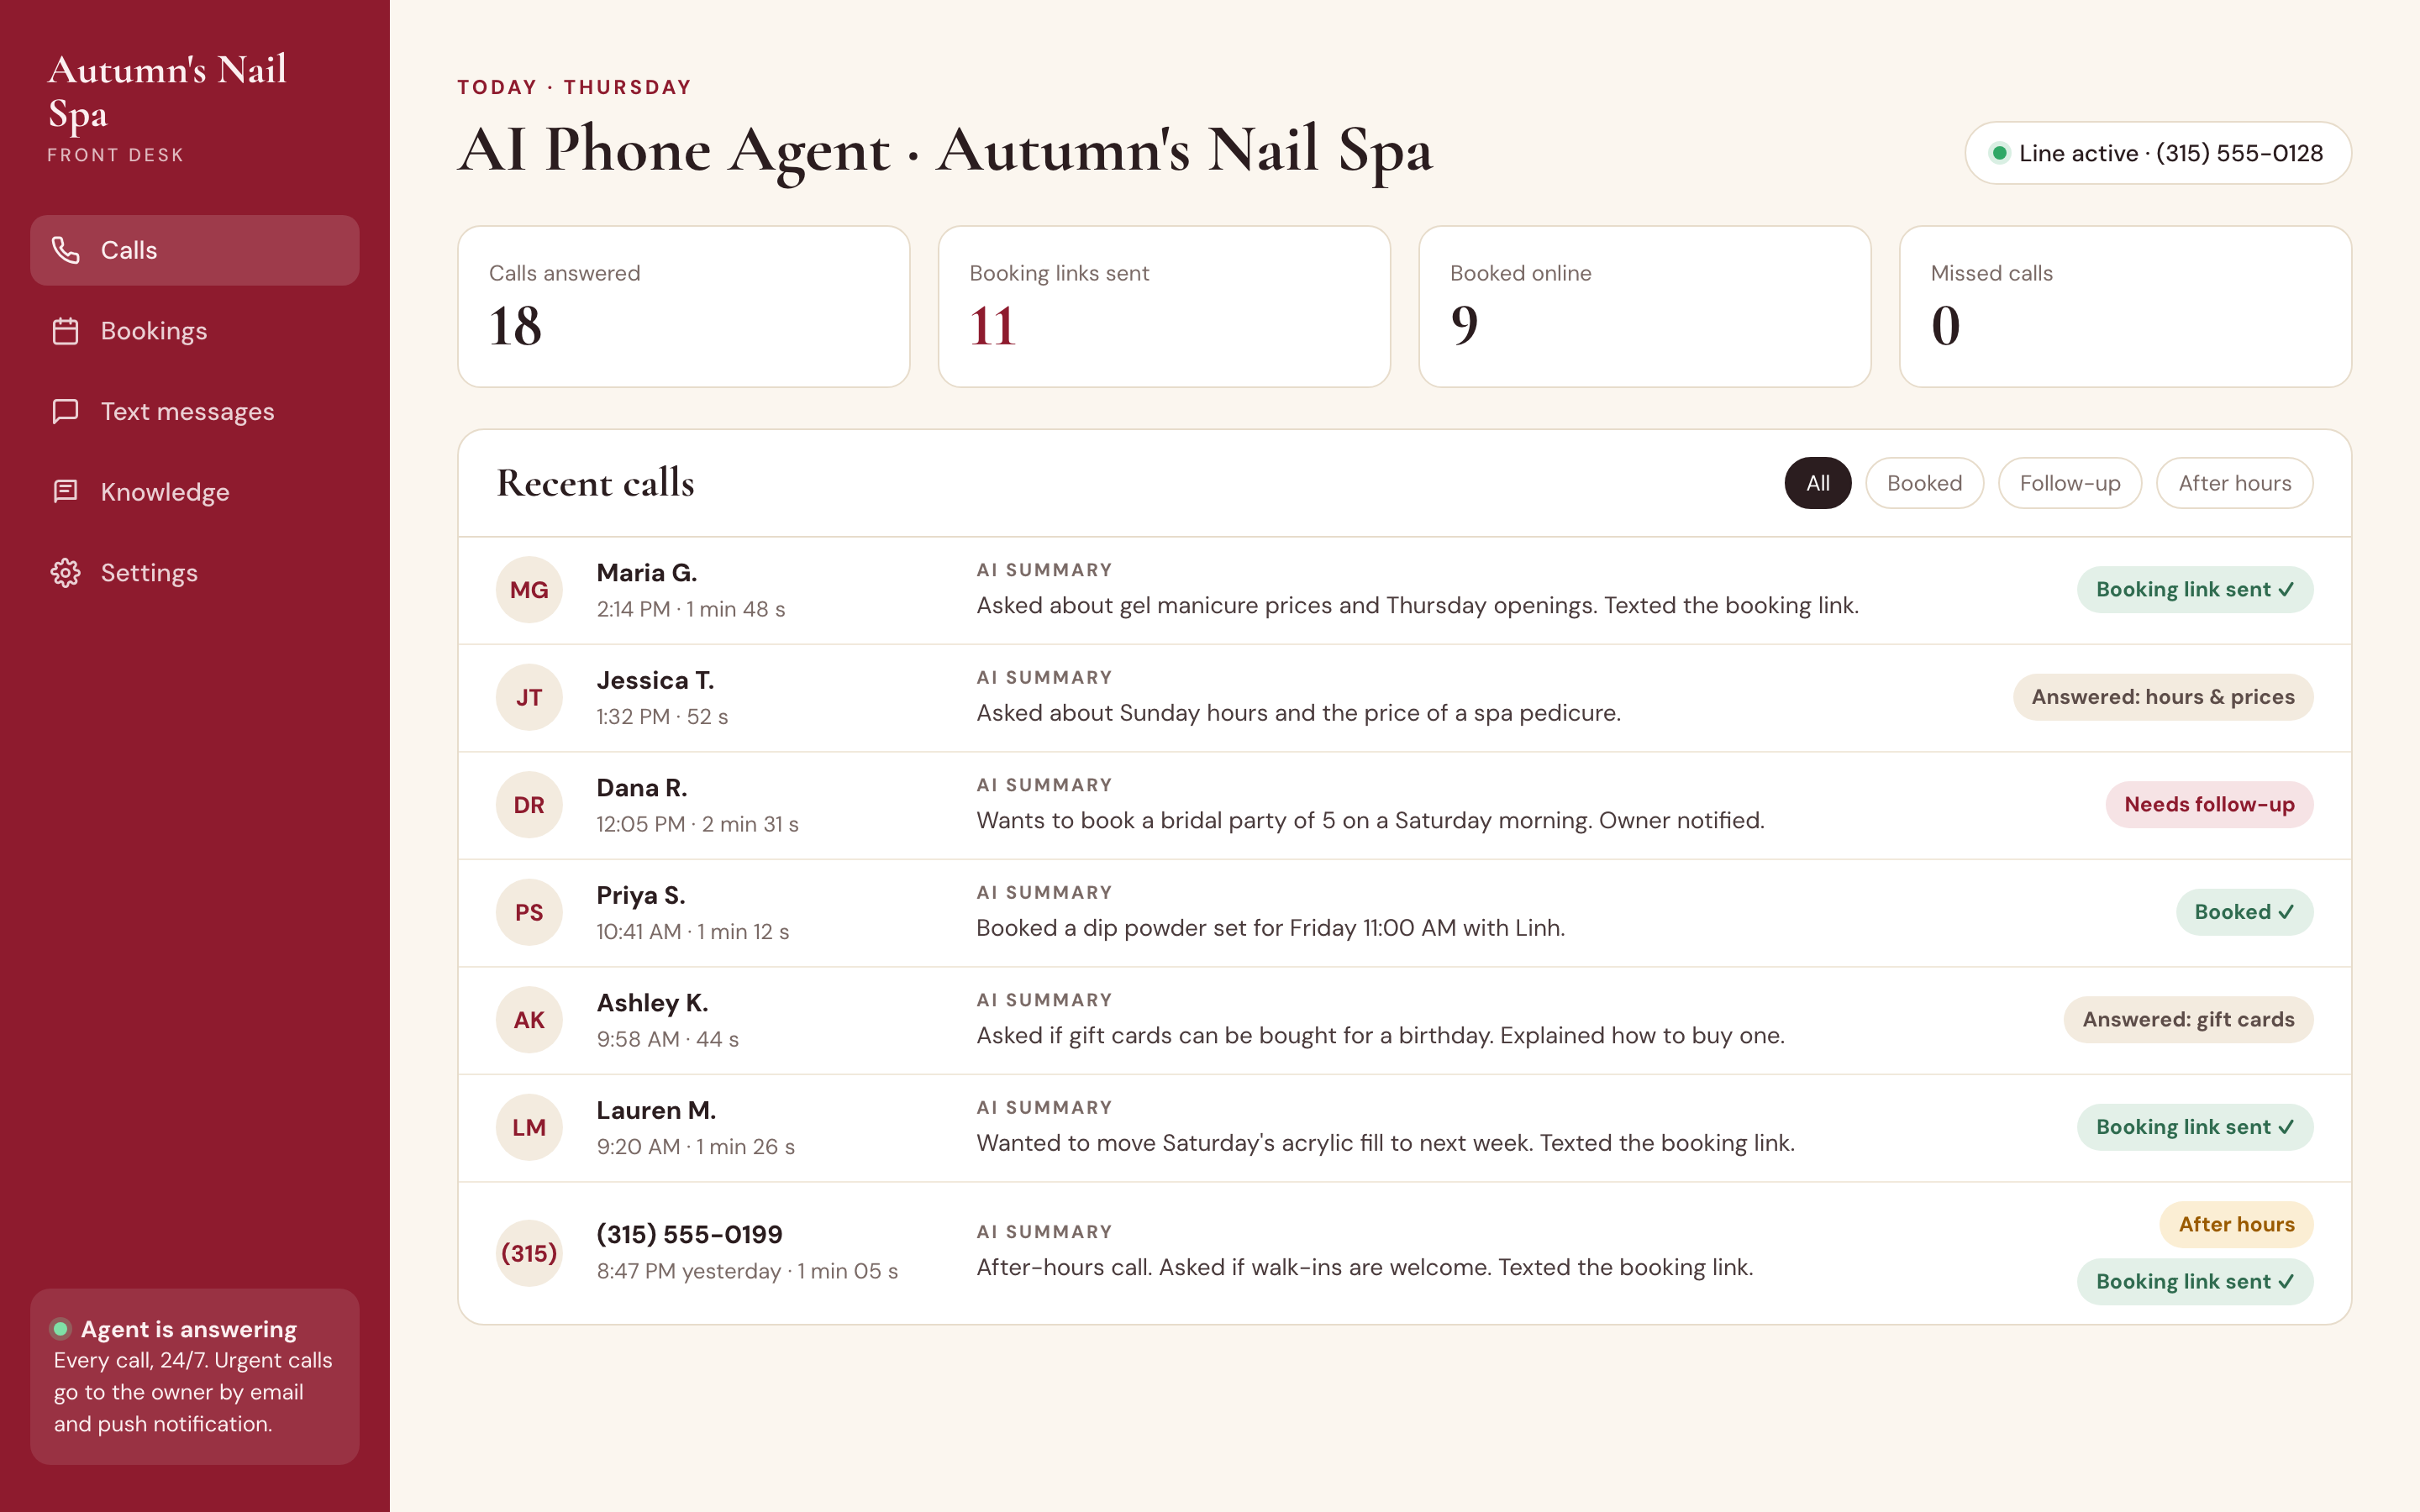 Autumn's Nail
Spa
FRONT DESK
Calls
Bookings
Text messages
Knowledge
Settings
Agent is answering
Every call, 24/7. Urgent calls
go to the owner by email
and push notification.
TODAY · THURSDAY
AI Phone Agent · Autumn's Nail Spa
Line active · (315) 555-0128
Calls answered
18
Booking links sent
11
Booked online
9
Missed calls
0
Recent calls
All
Booked
Follow-up
After hours
MG
Maria G.
2:14 PM · 1 min 48 s
AI SUMMARY
Asked about gel manicure prices and Thursday openings. Texted the booking link.
Booking link sent ✓
JT
Jessica T.
1:32 PM · 52 s
AI SUMMARY
Asked about Sunday hours and the price of a spa pedicure.
Answered: hours & prices
DR
Dana R.
12:05 PM · 2 min 31 s
AI SUMMARY
Wants to book a bridal party of 5 on a Saturday morning. Owner notified.
Needs follow-up
PS
Priya S.
10:41 AM · 1 min 12 s
AI SUMMARY
Booked a dip powder set for Friday 11:00 AM with Linh.
Booked ✓
AK
Ashley K.
9:58 AM · 44 s
AI SUMMARY
Asked if gift cards can be bought for a birthday. Explained how to buy one.
Answered: gift cards
LM
Lauren M.
9:20 AM · 1 min 26 s
AI SUMMARY
Wanted to move Saturday's acrylic fill to next week. Texted the booking link.
Booking link sent ✓
(315)
(315) 555-0199
8:47 PM yesterday · 1 min 05 s
AI SUMMARY
After-hours call. Asked if walk-ins are welcome. Texted the booking link.
After hours
Booking link sent ✓